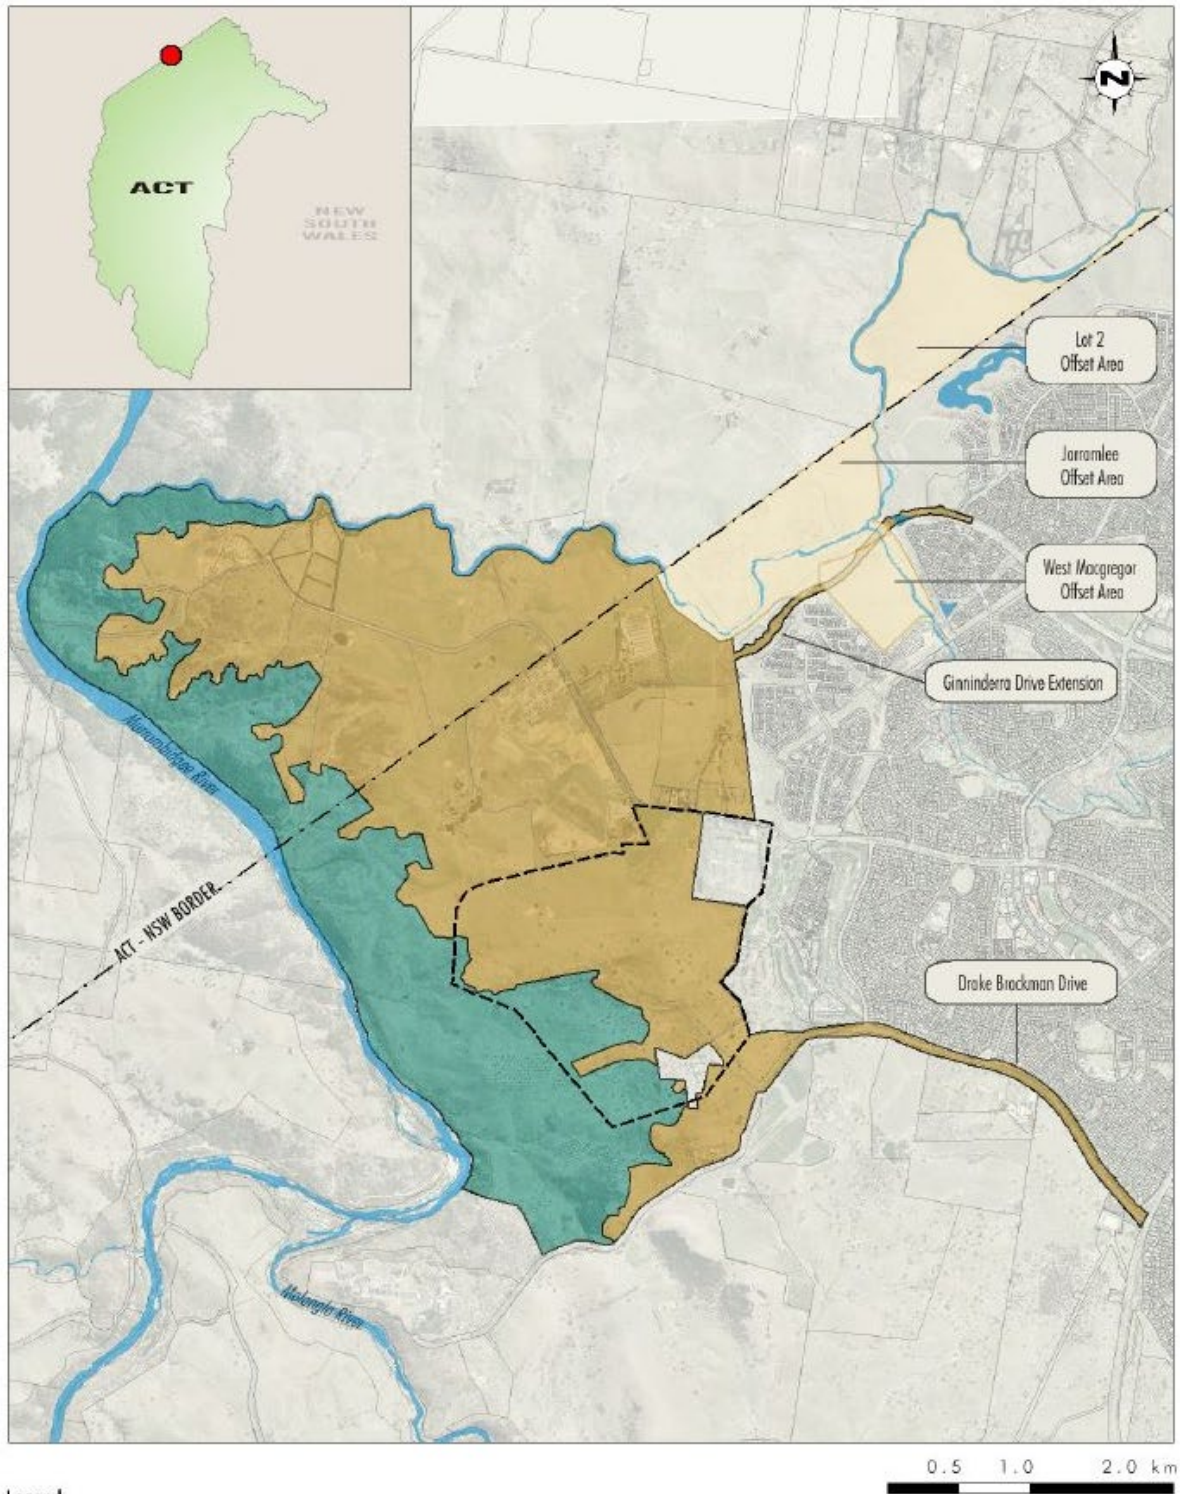 ACT
NEW
SOUTH
WALES
N
Lot 2
Offset Area
Jarramlee
Offset Area
West Macgregor
Offset Area
Ginninderra Drive Extension
Murrumbidgee River
ACT - NSW BORDER
Drake Brockman Drive
Molonglo River
0.5 1.0 2.0 km